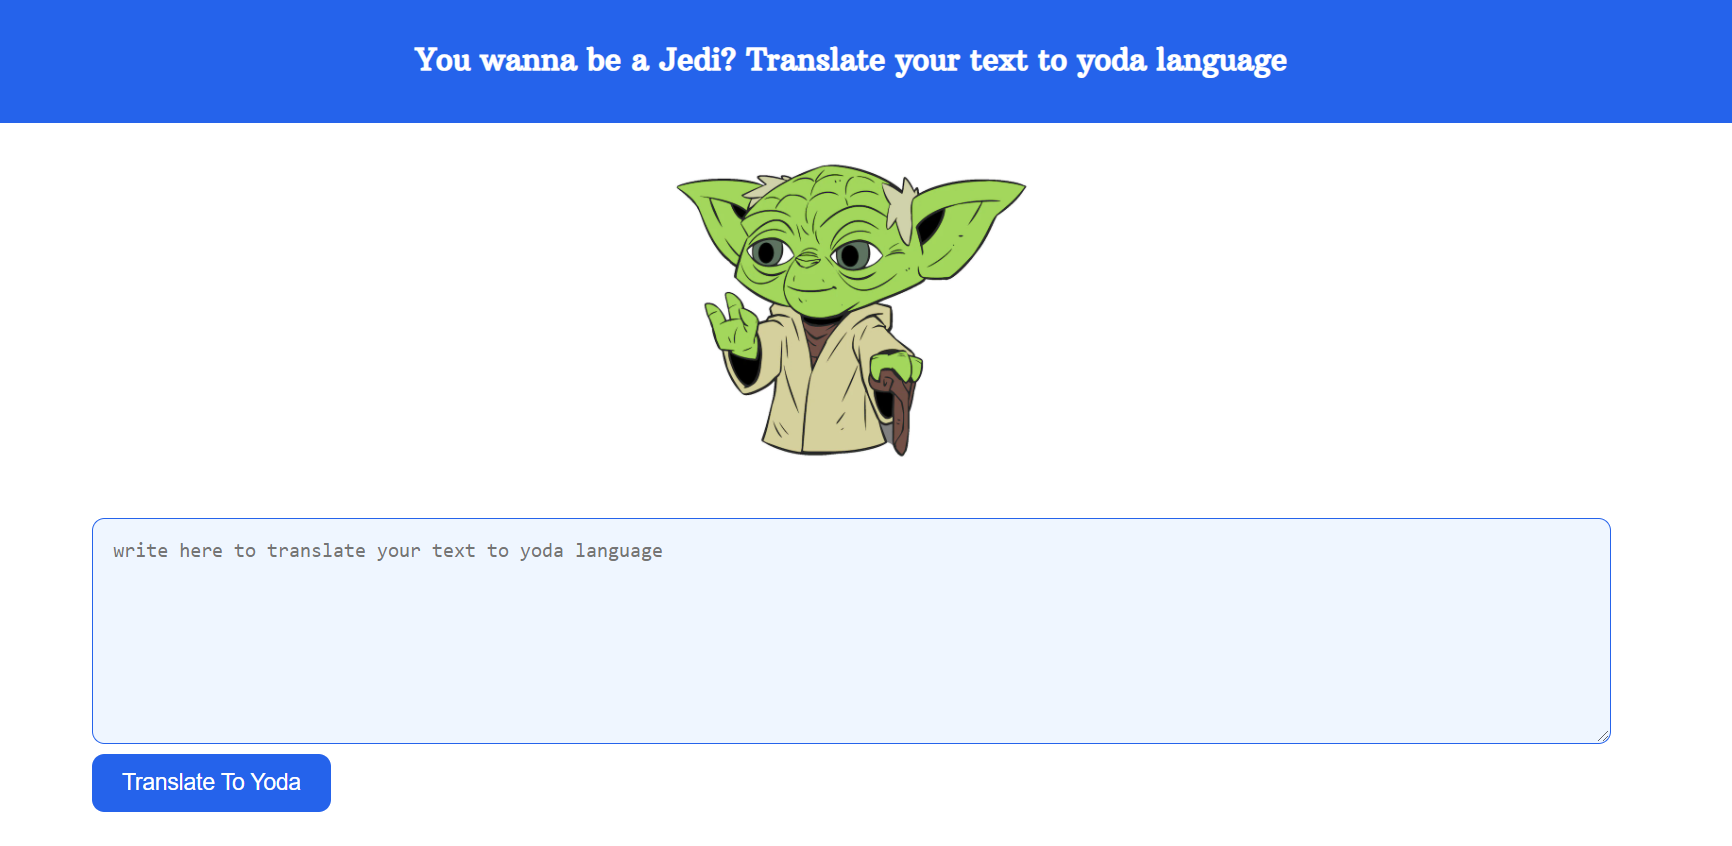 You wanna be a Jedi? Translate your text to yoda language
write here to translate your text to yoda language
Translate To Yoda